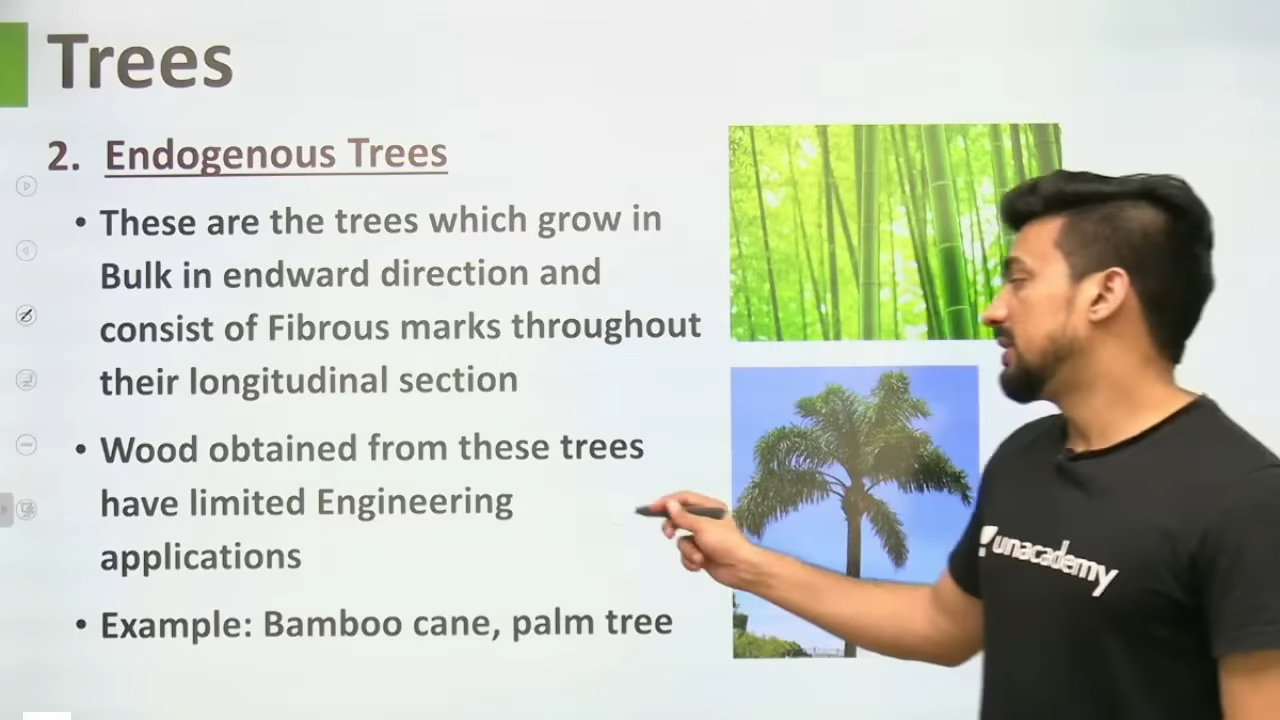 Trees
2. Endogenous Trees
• These are the trees which grow in
Bulk in endward direction and
consist of Fibrous marks throughout
their longitudinal section
• Wood obtained from these trees
have limited Engineering
applications
• Example: Bamboo cane, palm tree
unacademy